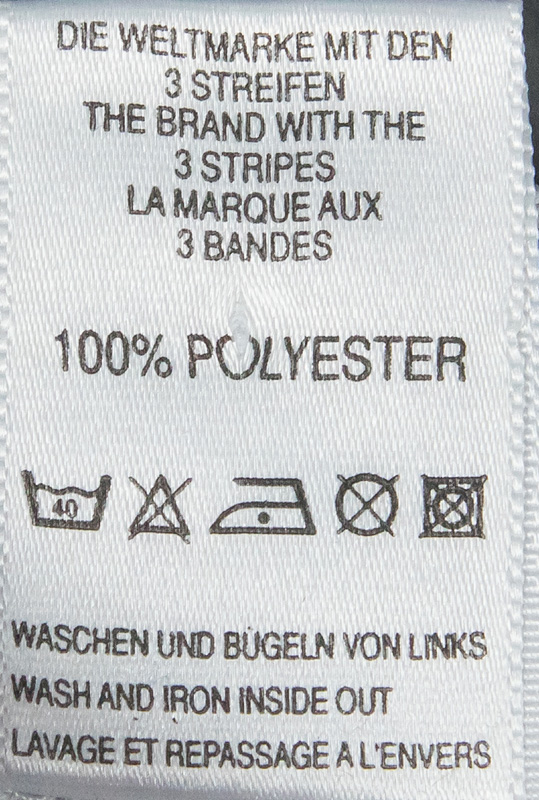 DIE WELTMARKE MIT DEN
3 STREIFEN
THE BRAND WITH THE
3 STRIPES
LA MARQUE AUX
3 BANDES
100% POLYESTER
40
WASCHEN UND BÜGELN VON LINKS
WASH AND IRON INSIDE OUT
LAVAGE ET REPASSAGE A L'ENVERS